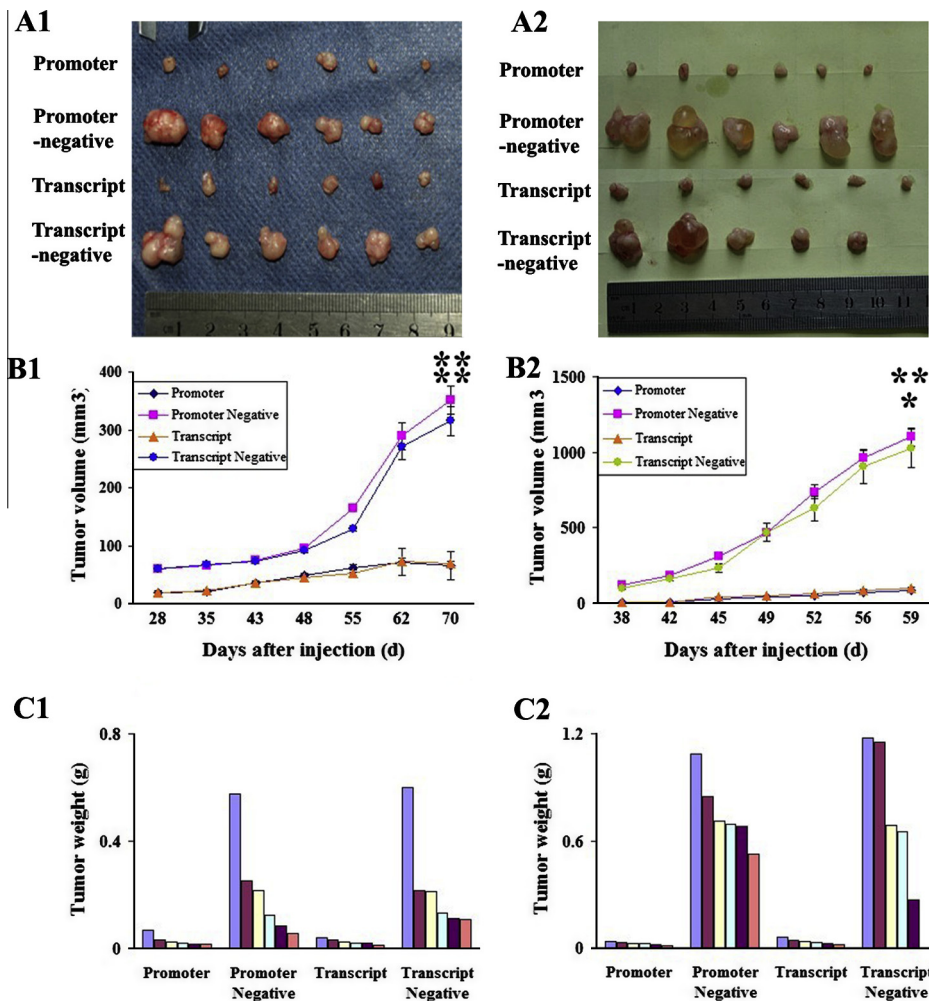 A1
Promoter
Promoter
-negative
Transcript
Transcript
-negative
1 2 3 4 5 6 7 8 9
A2
Promoter
Promoter
-negative
Transcript
Transcript
-negative
1 2 3 4 5 6 7 8 9 10 11
B1
Tumor volume (mm3)
400
300
200
100
0
Promoter
Promoter Negative
Transcript
Transcript Negative
**
**
28 35 43 48 55 62 70
Days after injection (d)
B2
Tumor volume (mm3
1500
1000
500
0
Promoter
Promoter Negative
Transcript
Transcript Negative
**
*
38 42 45 49 52 56 59
Days after injection (d)
C1
Tumor weight (g)
0.8
0.4
0
Promoter Promoter Transcript Transcript
Negative Negative
C2
Tumor weight (g)
1.2
0.6
0
Promoter Promoter Transcript Transcript
Negative Negative